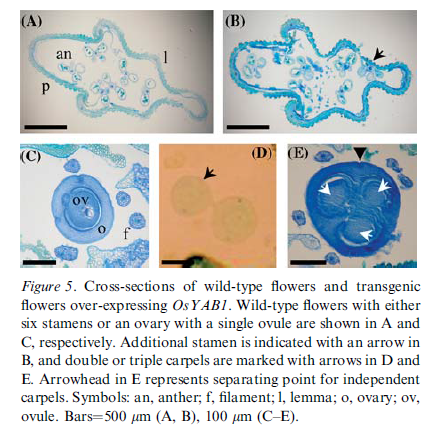 (A)
an
l
p
(B)
(C)
ov
o
f
(D)
(E)
Figure 5. Cross-sections of wild-type flowers and transgenic
flowers over-expressing OsYAB1. Wild-type flowers with either
six stamens or an ovary with a single ovule are shown in A and
C, respectively. Additional stamen is indicated with an arrow in
B, and double or triple carpels are marked with arrows in D and
E. Arrowhead in E represents separating point for independent
carpels. Symbols: an, anther; f, filament; l, lemma; o, ovary; ov,
ovule. Bars=500 μm (A, B), 100 μm (C–E).